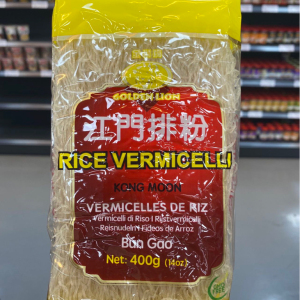 GOLDEN LION
江門排粉
RICE VERMICELLI
KONG MOON
VERMICELLES DE RIZ
Vermicelli di Riso I Rijstvermicelli
Reisnudeln I Fideos de Arroz
Bún Gạo
Net: 400g (14oz)